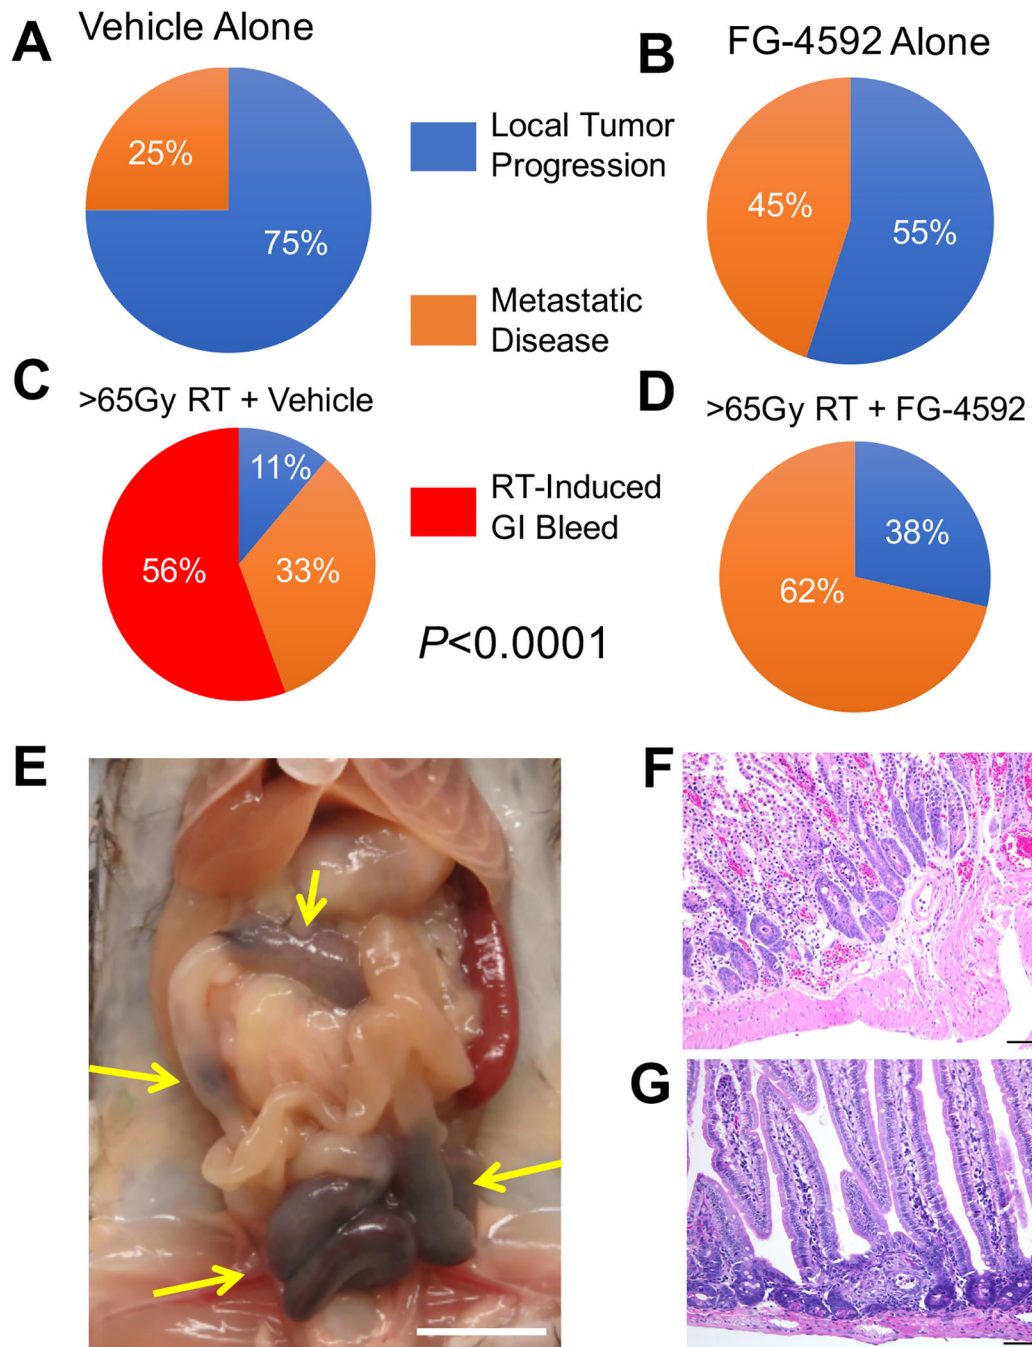 A
Vehicle Alone
25%
75%
Local Tumor
Progression
B
FG-4592 Alone
45%
55%
Metastatic
Disease
C
>65Gy RT + Vehicle
11%
56%
33%
RT-Induced
GI Bleed
P<0.0001
D
>65Gy RT + FG-4592
38%
62%
E
F
G